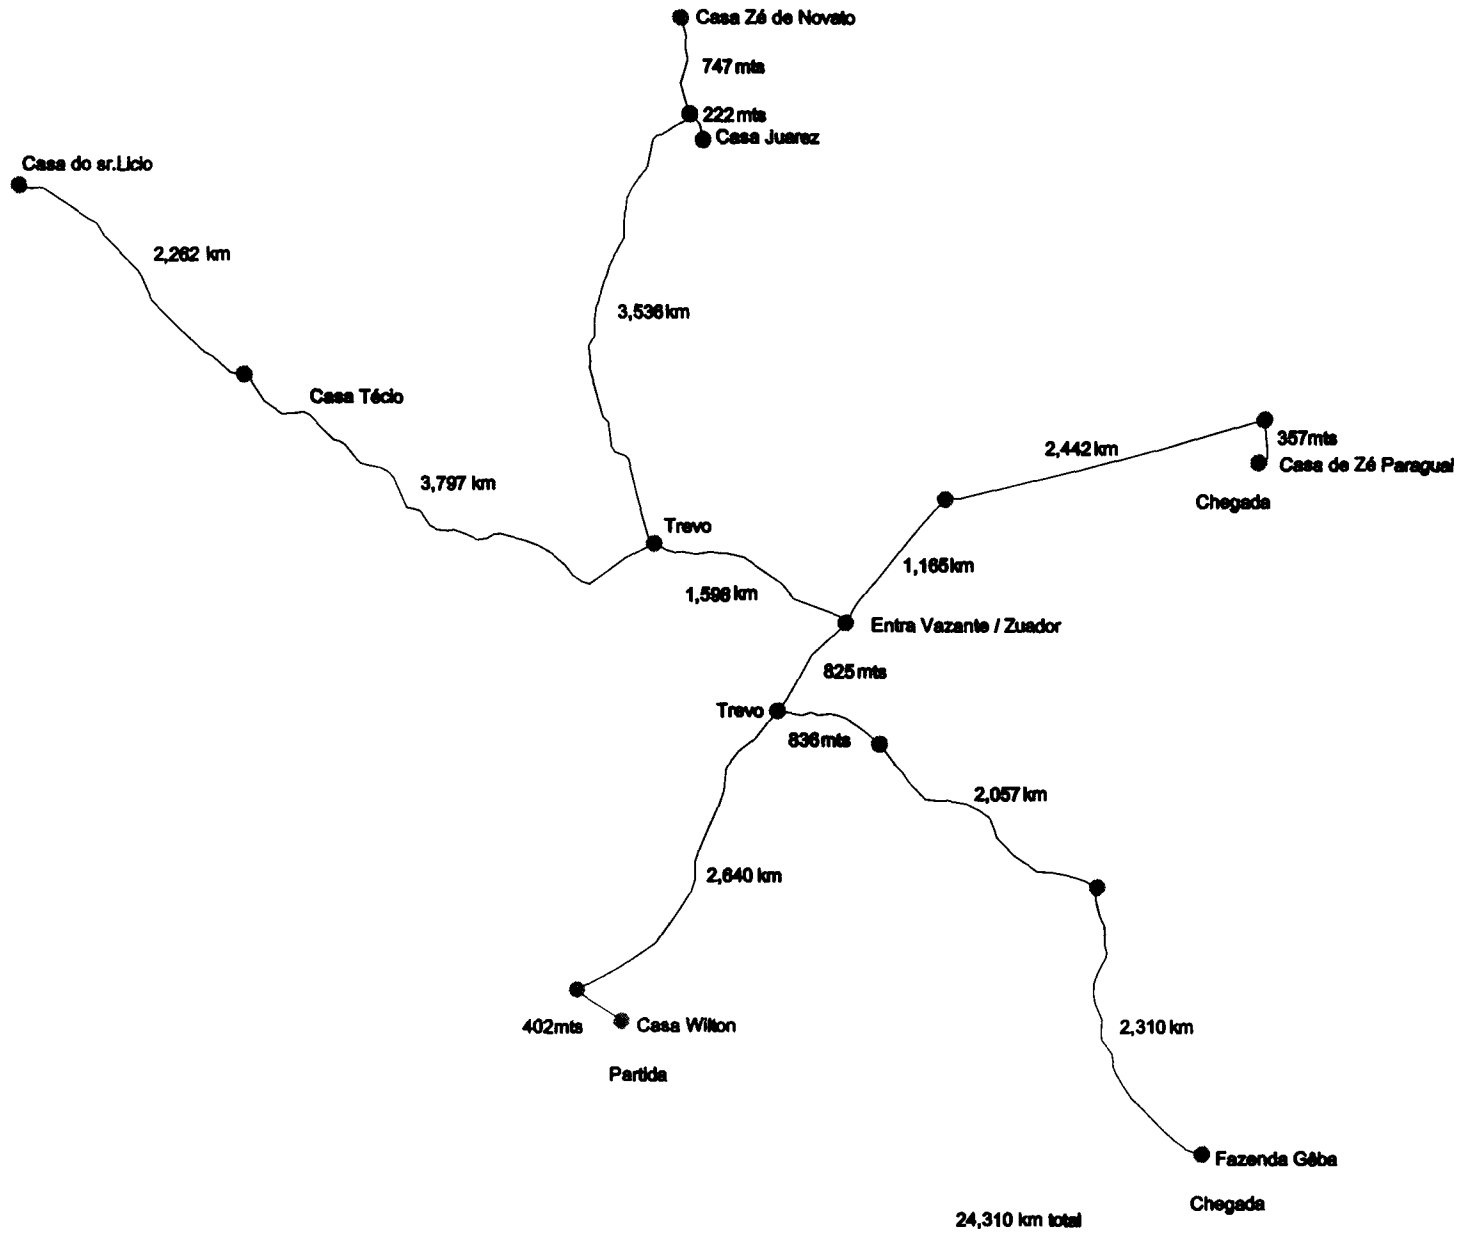 Casa Zé de Novato
747 mts
222 mts
Casa Juarez
Casa do sr.Licio
2,262 km
3,536 km
Casa Técio
3,797 km
2,442 km
357mts
Casa de Zé Paraguai
Chegada
Trevo
1,598 km
1,165 km
Entra Vazante / Zuador
825 mts
Trevo
836 mts
2,057 km
2,640 km
402mts
Casa Wilton
Partida
2,310 km
Fazenda Gêba
Chegada
24,310 km total